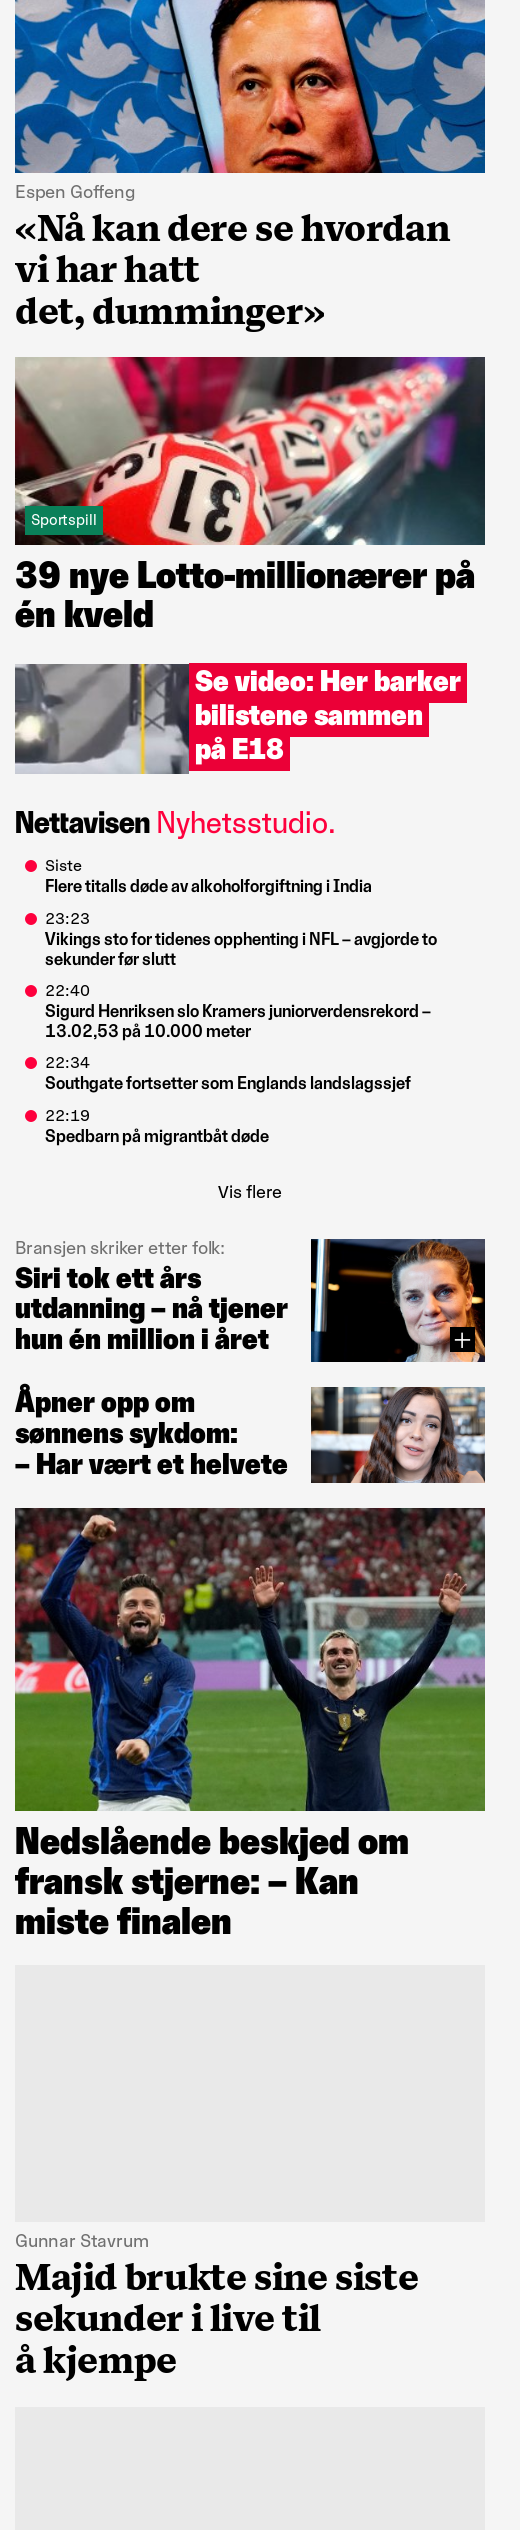 Espen Goffeng
«Nå kan dere se hvordan
vi har hatt
det, dumminger»
31
Sportspill
39 nye Lotto-millionærer på
én kveld
Se video: Her barker
bilistene sammen
på E18
Nettavisen Nyhetsstudio.
Siste
Flere titalls døde av alkoholforgiftning i India
23:23
Vikings sto for tidenes opphenting i NFL – avgjorde to
sekunder før slutt
22:40
Sigurd Henriksen slo Kramers juniorverdensrekord –
13.02,53 på 10.000 meter
22:34
Southgate fortsetter som Englands landslagssjef
22:19
Spedbarn på migrantbåt døde
Vis flere
Bransjen skriker etter folk:
Siri tok ett års
utdanning – nå tjener
hun én million i året
Åpner opp om
sønnens sykdom:
– Har vært et helvete
7
Nedslående beskjed om
fransk stjerne: – Kan
miste finalen
Gunnar Stavrum
Majid brukte sine siste
sekunder i live til
å kjempe